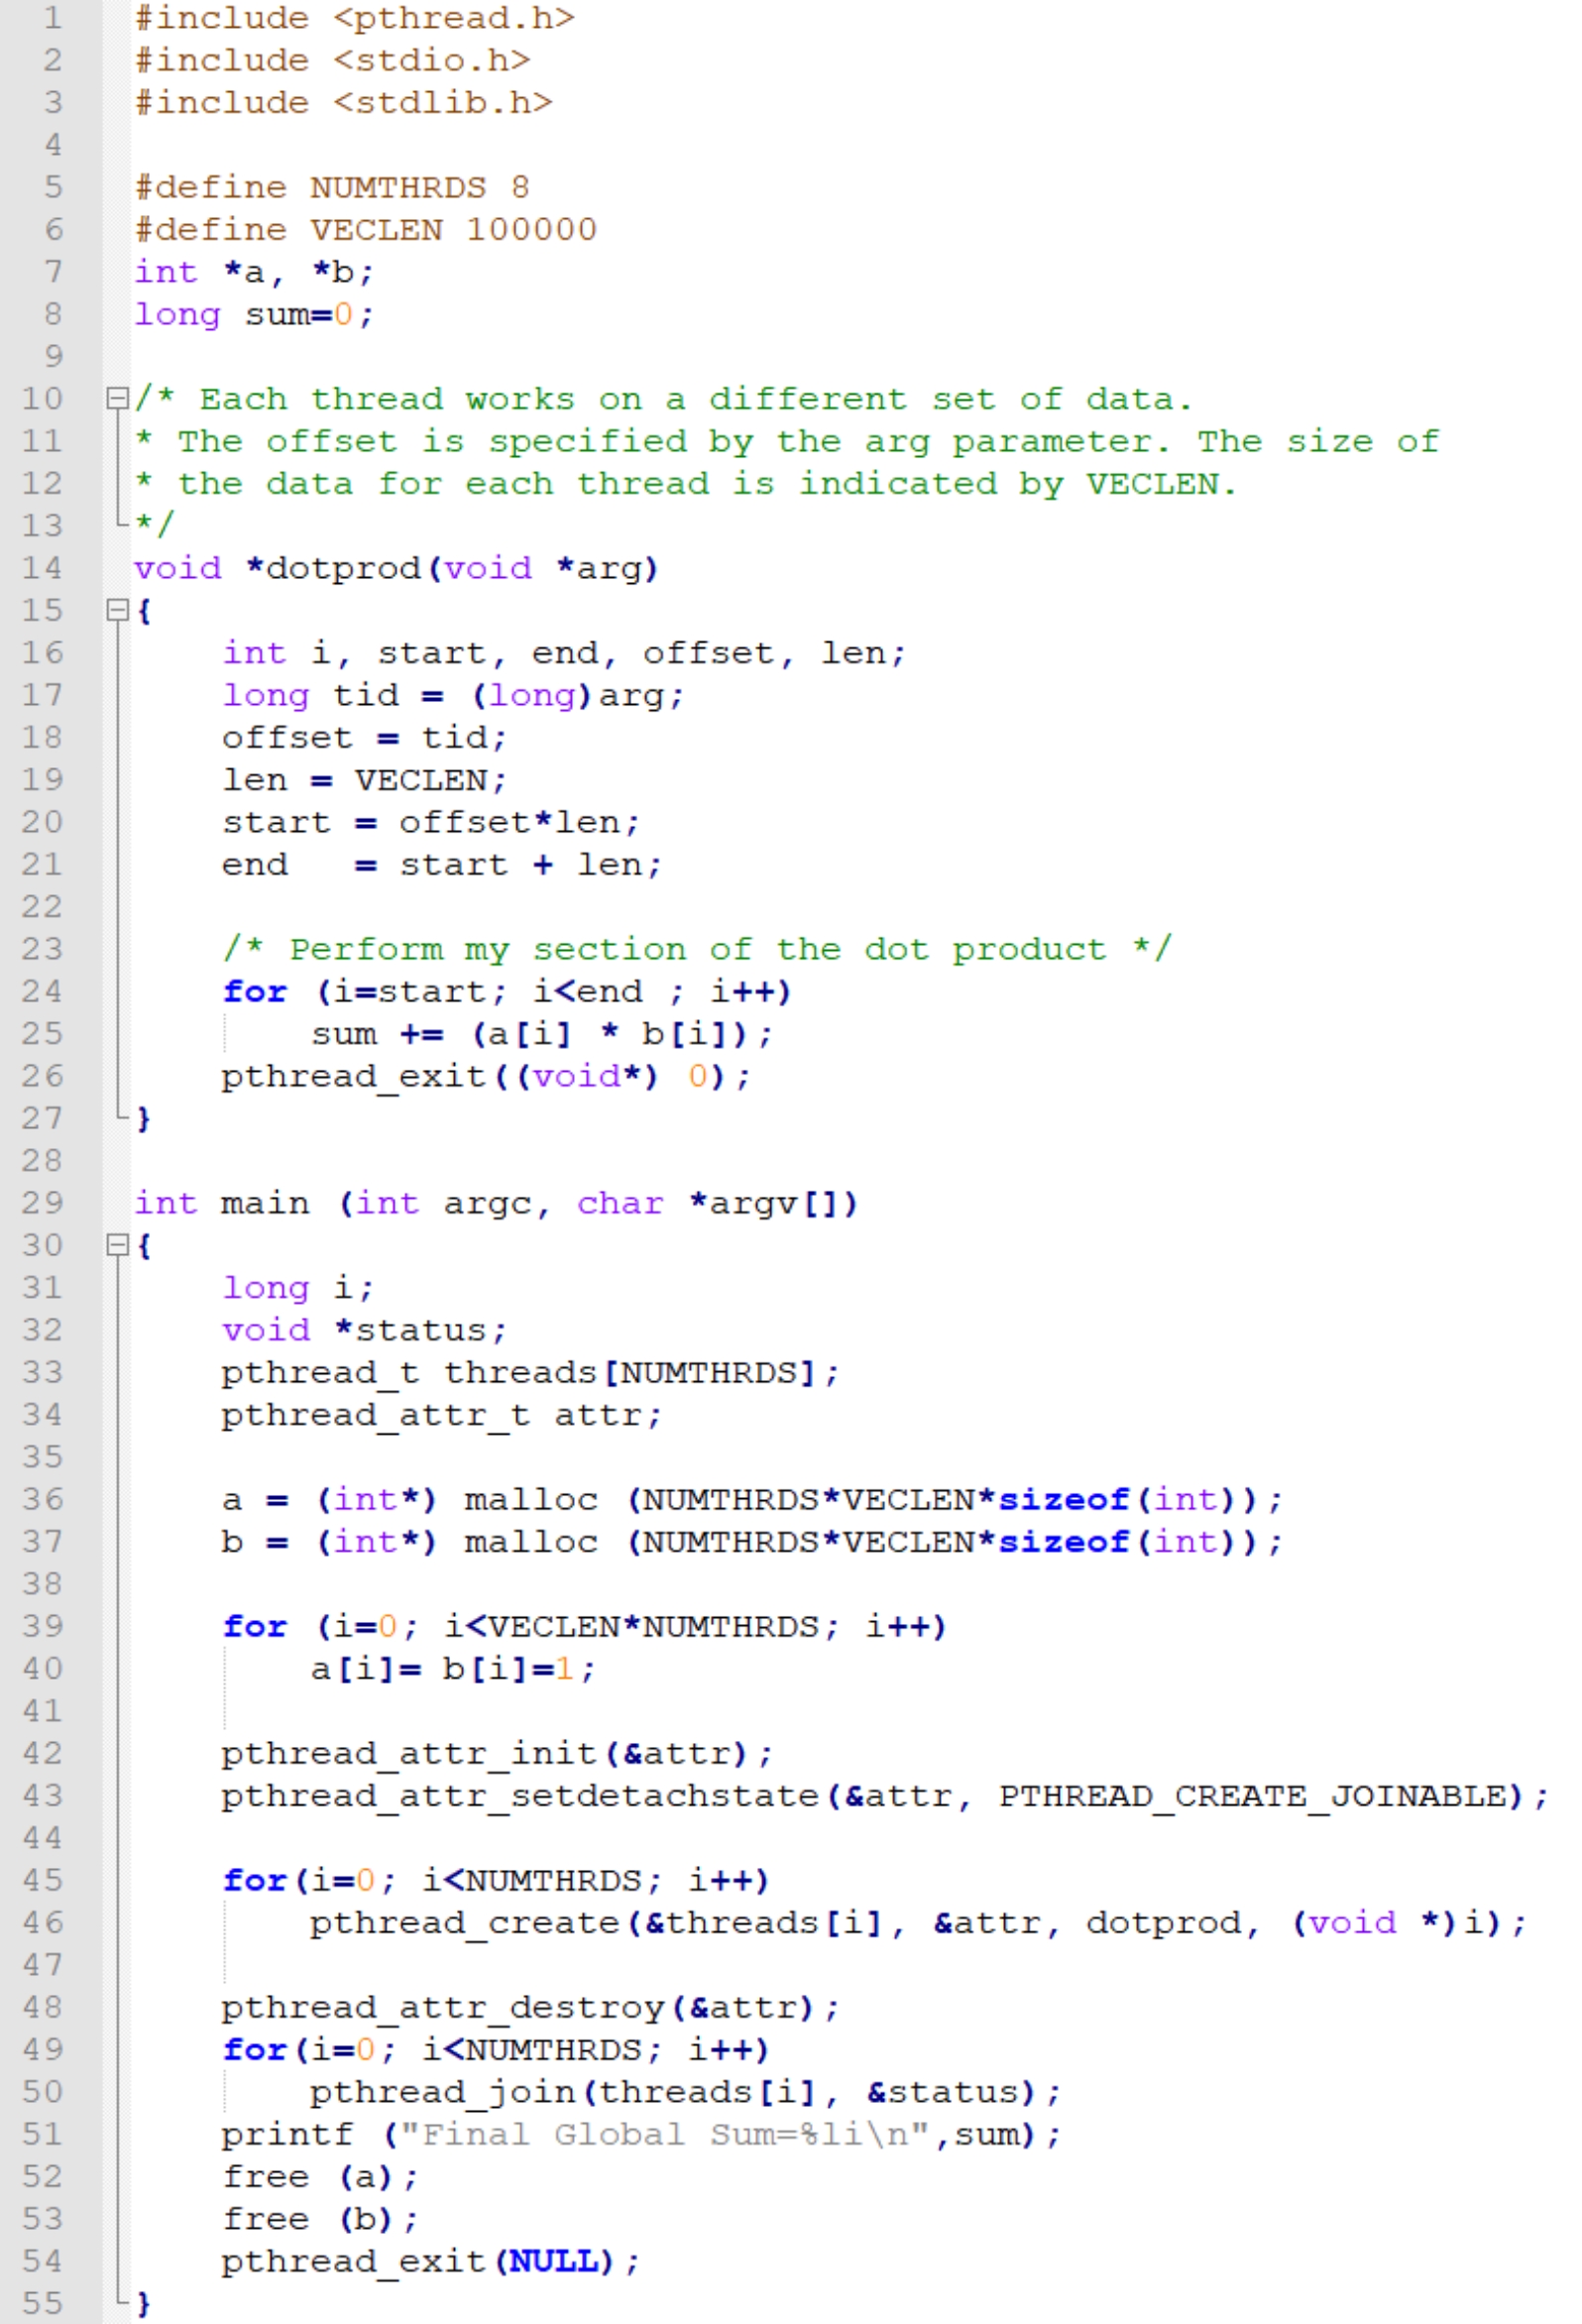 1 #include <pthread.h>
2 #include <stdio.h>
3 #include <stdlib.h>
4
5 #define NUMTHRDS 8
6 #define VECLEN 100000
7 int *a, *b;
8 long sum=0;
9
10 /* Each thread works on a different set of data.
11 * The offset is specified by the arg parameter. The size of
12 * the data for each thread is indicated by VECLEN.
13 */
14 void *dotprod(void *arg)
15 {
16     int i, start, end, offset, len;
17     long tid = (long)arg;
18     offset = tid;
19     len = VECLEN;
20     start = offset*len;
21     end   = start + len;
22
23     /* Perform my section of the dot product */
24     for (i=start; i<end ; i++)
25         sum += (a[i] * b[i]);
26     pthread_exit((void*) 0);
27 }
28
29 int main (int argc, char *argv[])
30 {
31     long i;
32     void *status;
33     pthread_t threads[NUMTHRDS];
34     pthread_attr_t attr;
35
36     a = (int*) malloc (NUMTHRDS*VECLEN*sizeof(int));
37     b = (int*) malloc (NUMTHRDS*VECLEN*sizeof(int));
38
39     for (i=0; i<VECLEN*NUMTHRDS; i++)
40         a[i]= b[i]=1;
41
42     pthread_attr_init(&attr);
43     pthread_attr_setdetachstate(&attr, PTHREAD_CREATE_JOINABLE);
44
45     for(i=0; i<NUMTHRDS; i++)
46         pthread_create(&threads[i], &attr, dotprod, (void *)i);
47
48     pthread_attr_destroy(&attr);
49     for(i=0; i<NUMTHRDS; i++)
50         pthread_join(threads[i], &status);
51     printf ("Final Global Sum=%li\n",sum);
52     free (a);
53     free (b);
54     pthread_exit(NULL);
55 }